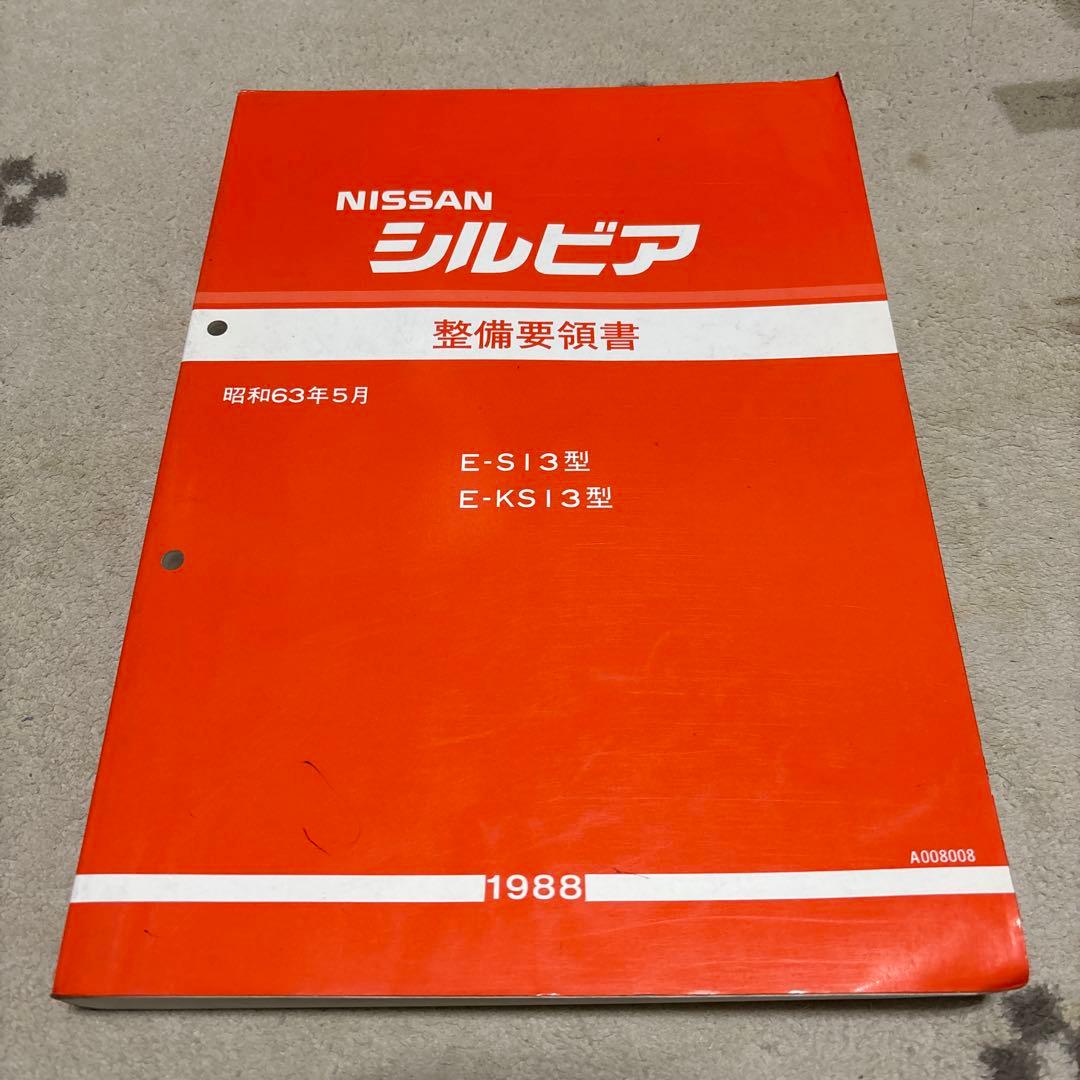 NISSAN
シルビア
整備要領書
昭和63年5月
E-S13型
E-KS13型
A008008
1988